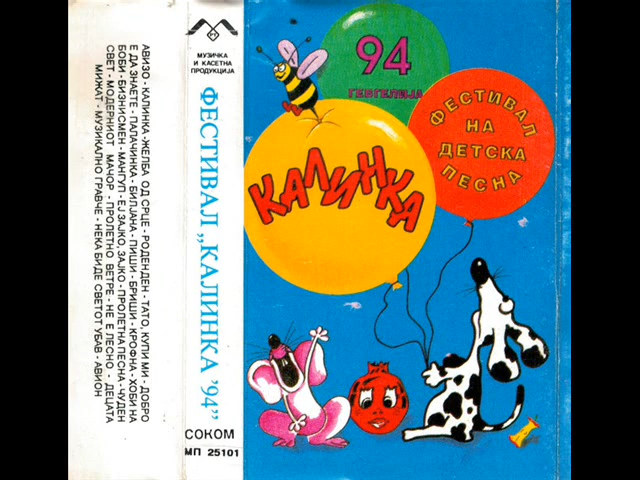 АВИЗО - КАЛИНКА -ЖЕЛБА ОД СРЦЕ - РОДЕНДЕН - ТАТО, КУПИ МИ - ДОБРО
Е ДА ЗНАЕТЕ - ПАЛАЧИНКА - БИЛЈАНА - ПИШИ - БРИШИ - КРОФНА - ХОБИ НА
БОБИ - БИЗНИСМЕН - МАНГУП - ЕЈ ЗАЈКО, ЗАЈКО - ПРОЛЕТНА ПЕСНА - ЧУДЕН
СВЕТ - МОДЕРНИОТ МАЧОР - ПРОЛЕТНО ВЕТРЕ - НЕ Е ЛЕСНО - ДЕЦАТА
МИЖАТ - МУЗИКАЛНО ГРАВЧЕ - НЕКА БИДЕ СВЕТОТ УБАВ - АВИОН
МУЗИЧКА
И КАСЕТНА
ПРОДУКЦИЈА
ФЕСТИВАЛ „КАЛИНКА '94”
СОКОМ
МП 25101
94
ГЕВГЕЛИЈА
ФЕСТИВАЛ
НА
ДЕТСКА
ПЕСНА
КАЛИНКА